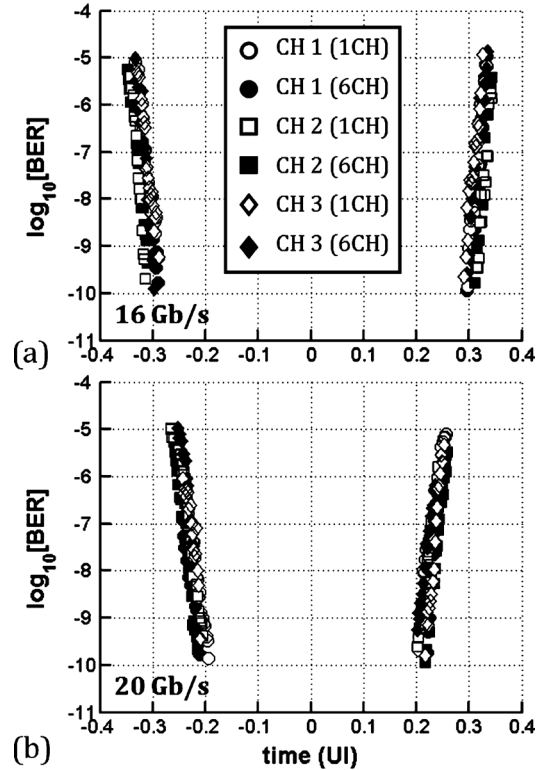 -4
-5
-6
-7
-8
-9
-10
-11
log10[BER]
CH 1 (1CH)
CH 1 (6CH)
CH 2 (1CH)
CH 2 (6CH)
CH 3 (1CH)
CH 3 (6CH)
16 Gb/s
(a)
-0.4 -0.3 -0.2 -0.1 0 0.1 0.2 0.3 0.4
-4
-5
-6
-7
-8
-9
-10
-11
log10[BER]
20 Gb/s
(b)
-0.4 -0.3 -0.2 -0.1 0 0.1 0.2 0.3 0.4
time (UI)